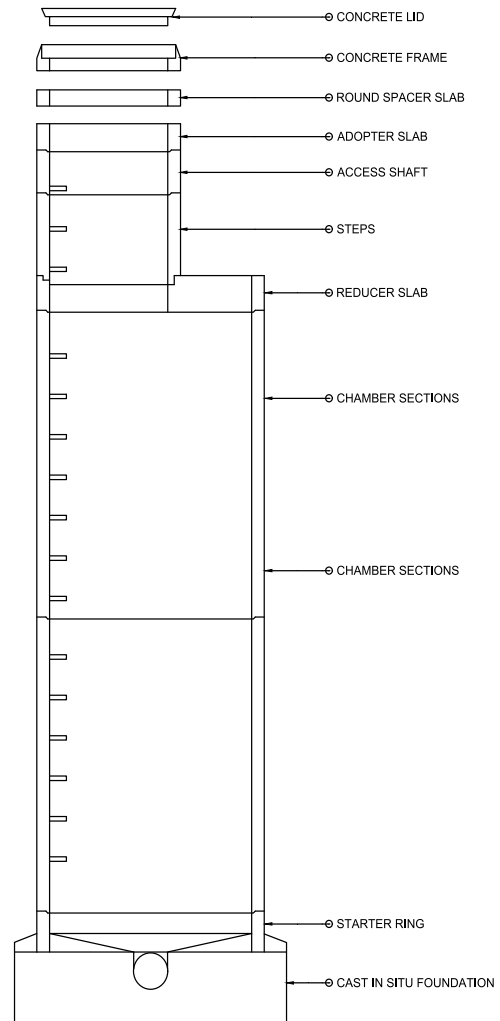 CONCRETE LID
CONCRETE FRAME
ROUND SPACER SLAB
ADOPTER SLAB
ACCESS SHAFT
STEPS
REDUCER SLAB
CHAMBER SECTIONS
CHAMBER SECTIONS
STARTER RING
CAST IN SITU FOUNDATION